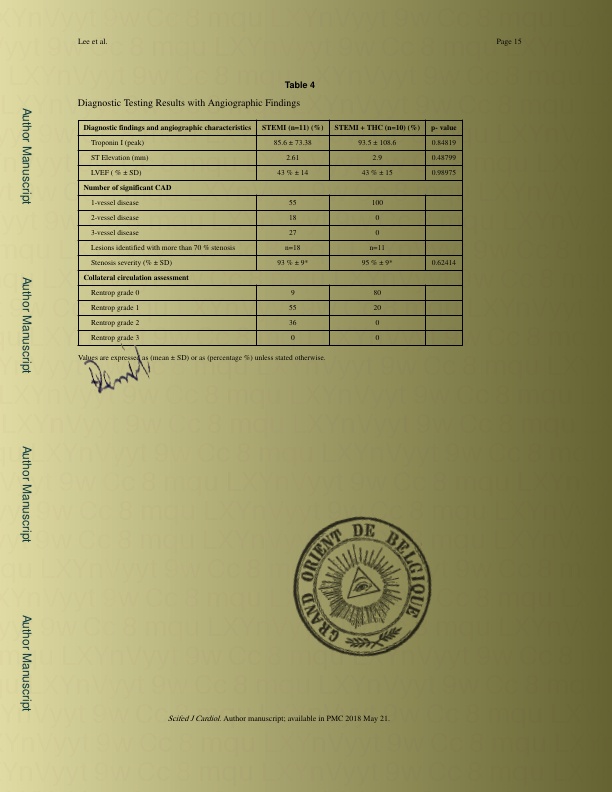 Lee et al. Page 15
Table 4
Diagnostic Testing Results with Angiographic Findings
Diagnostic findings and angiographic characteristics STEMI (n=11) (%) STEMI + THC (n=10) (%) p- value
Troponin I (peak) 85.6 ± 73.38 93.5 ± 108.6 0.84819
ST Elevation (mm) 2.61 2.9 0.48799
LVEF ( % ± SD) 43 % ± 14 43 % ± 15 0.98975
Number of significant CAD
1-vessel disease 55 100
2-vessel disease 18 0
3-vessel disease 27 0
Lesions identified with more than 70 % stenosis n=18 n=11
Stenosis severity (% ± SD) 93 % ± 9* 95 % ± 9* 0.62414
Collateral circulation assessment
Rentrop grade 0 9 80
Rentrop grade 1 55 20
Rentrop grade 2 36 0
Rentrop grade 3 0 0
Values are expressed as (mean ± SD) or as (percentage %) unless stated otherwise.
GRAND ORIENT DE BELGIQUE
Scifed J Cardiol. Author manuscript; available in PMC 2018 May 21.
Author Manuscript
Author Manuscript
Author Manuscript
Author Manuscript